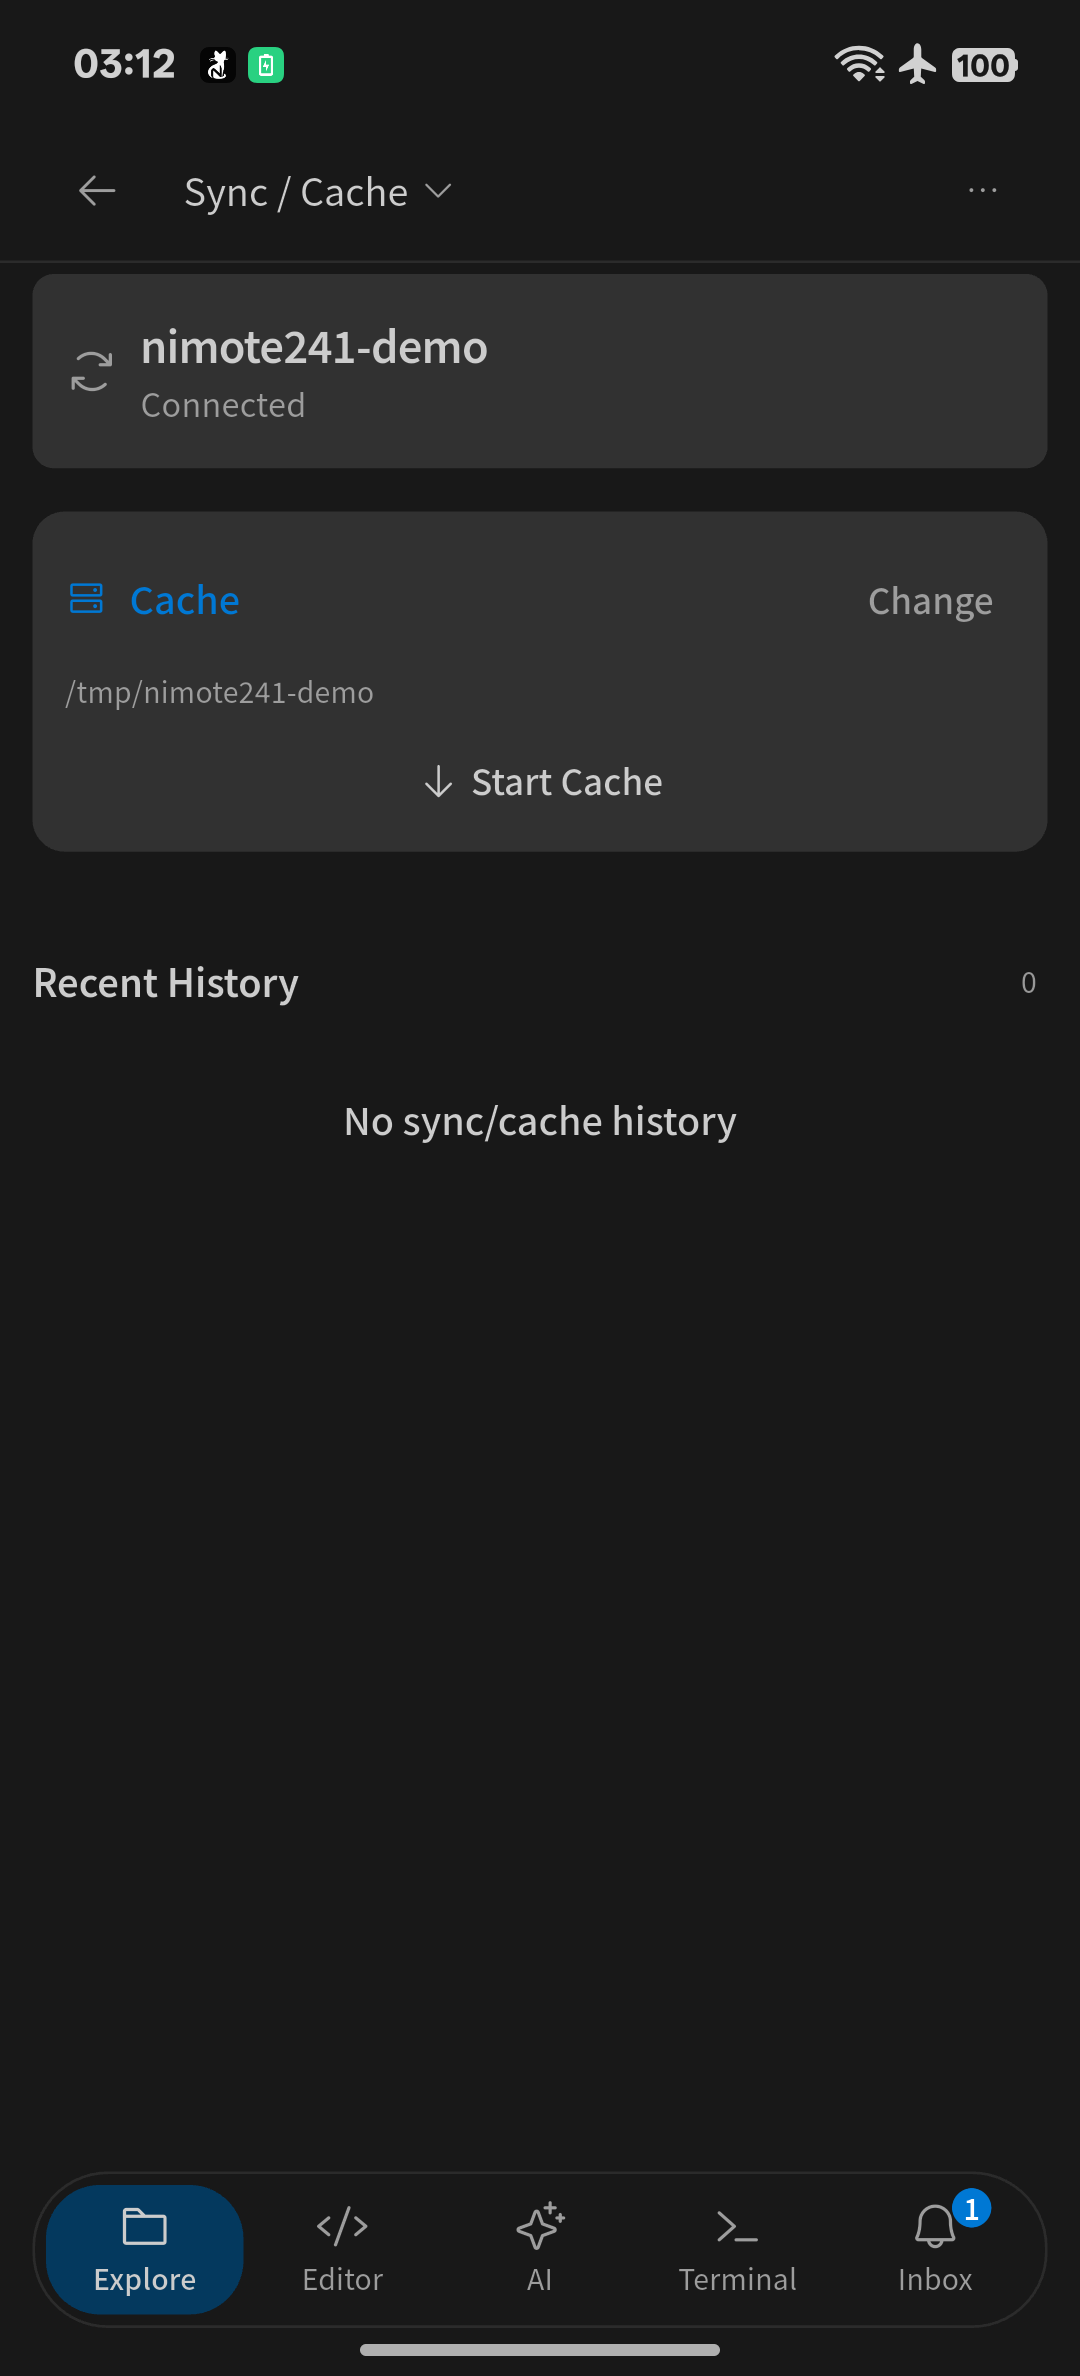 03:12
100
Sync / Cache
...
nimote241-demo
Connected
Cache
Change
/tmp/nimote241-demo
Start Cache
Recent History
0
No sync/cache history
Explore
Editor
AI
Terminal
1
Inbox